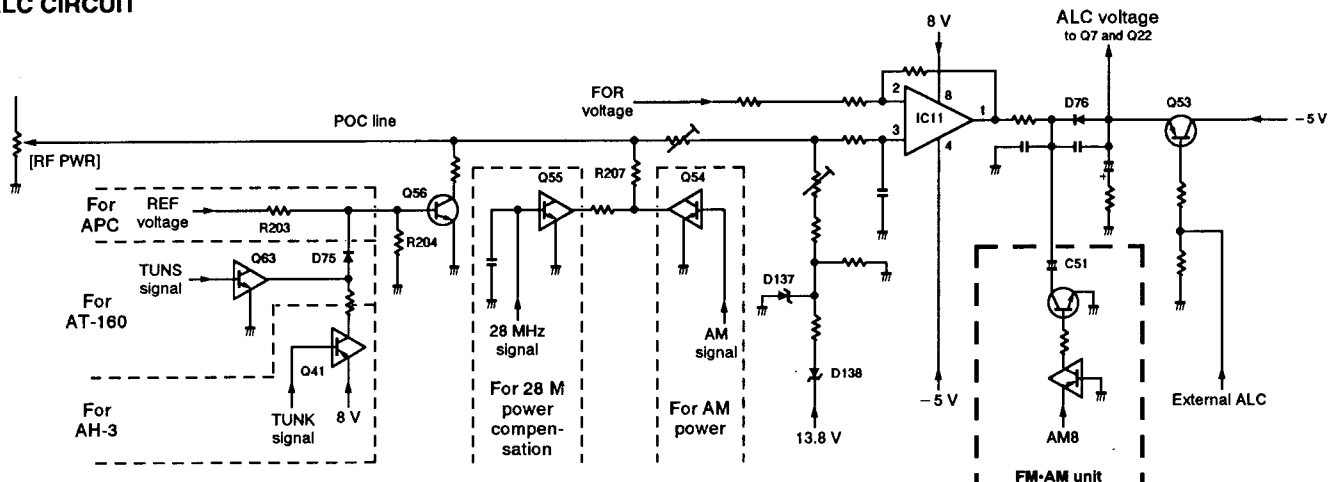 ALC CIRCUIT
ALC voltage
to Q7 and Q22
8 V
FOR
voltage
2
8
IC11
1
3
4
D76
Q53
−5 V
POC line
[RF PWR]
For
APC
REF
voltage
R203
Q56
R204
Q55
R207
Q54
TUNS
signal
Q63
D75
For
AT-160
Q41
For
AH-3
TUNK
signal
8 V
28 MHz
signal
For 28 M
power
compen-
sation
AM
signal
For AM
power
D137
D138
13.8 V
−5 V
C51
AM8
FM•AM unit
External ALC
+